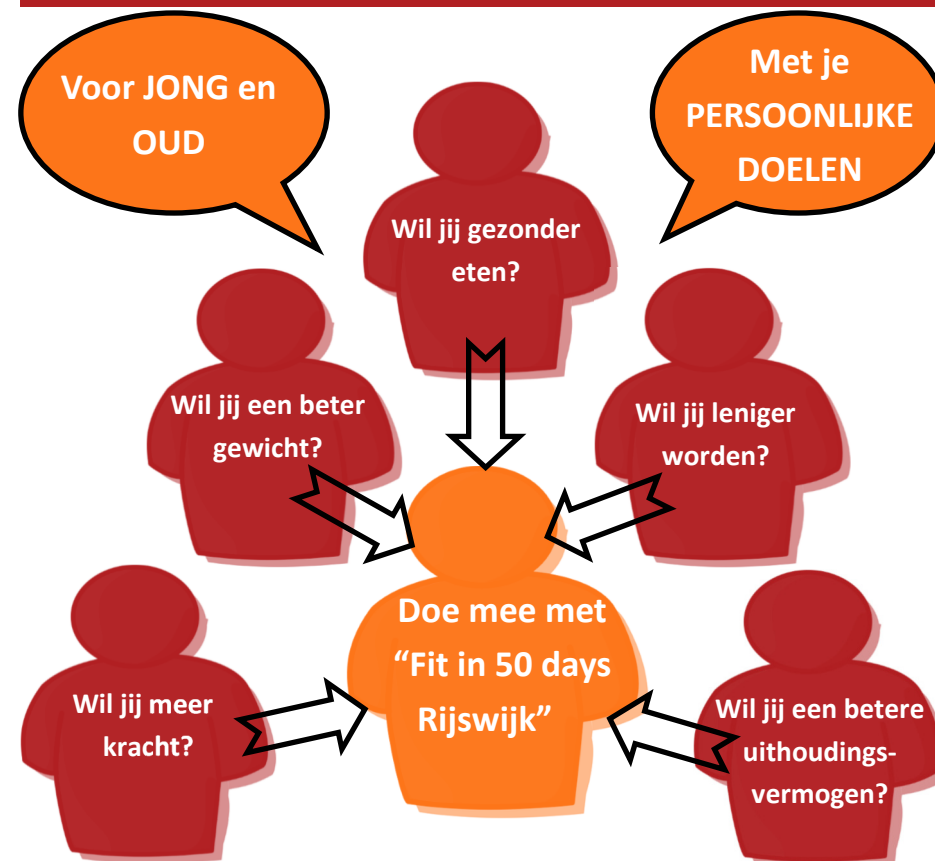 Voor JONG en
OUD
Met je
PERSOONLIJKE
DOELEN
Wil jij gezonder
eten?
Wil jij een beter
gewicht?
Wil jij leniger
worden?
Doe mee met
“Fit in 50 days
Rijswijk”
Wil jij meer
kracht?
Wil jij een betere
uithoudings-
vermogen?